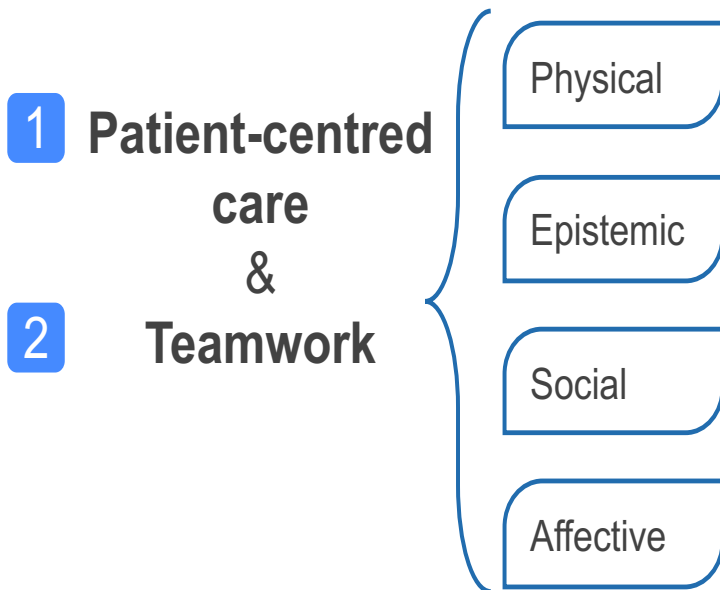 1
Patient-centred
care
&
2
Teamwork
Physical
Epistemic
Social
Affective